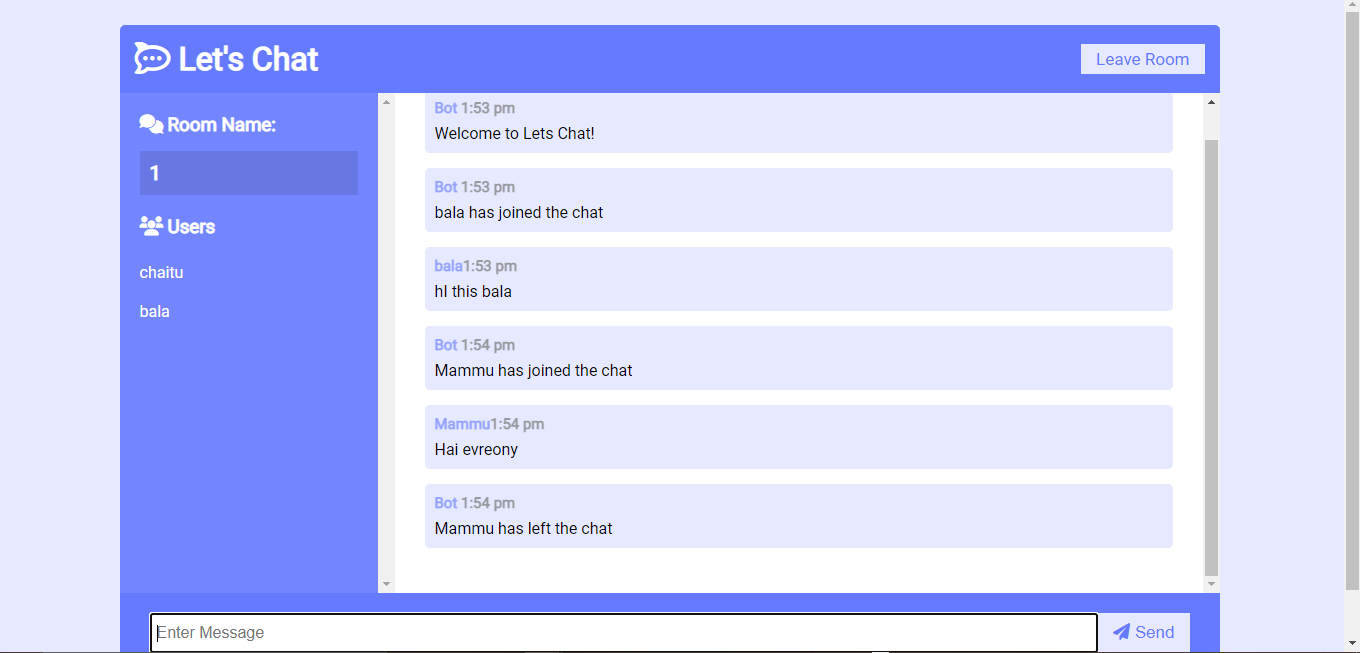 Let's Chat
Leave Room
Room Name:
1
Users
chaitu
bala
Bot 1:53 pm
Welcome to Lets Chat!
Bot 1:53 pm
bala has joined the chat
bala1:53 pm
hI this bala
Bot 1:54 pm
Mammu has joined the chat
Mammu1:54 pm
Hai evreony
Bot 1:54 pm
Mammu has left the chat
Enter Message
Send